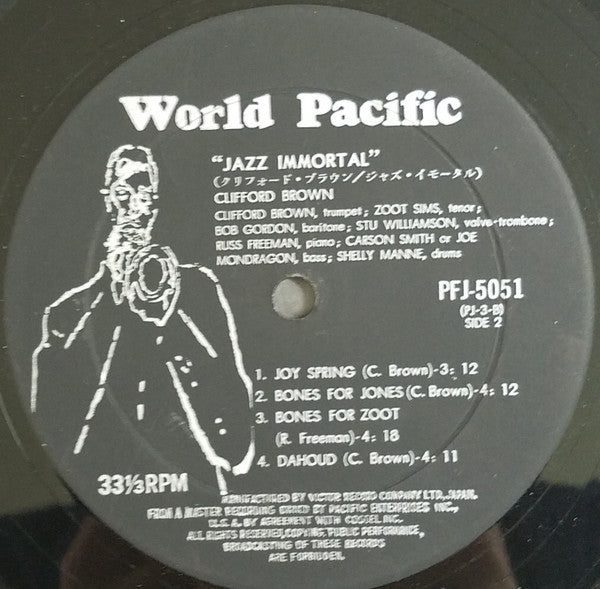 World Pacific
"JAZZ IMMORTAL"
(クリフォード・ブラウン/ジャズ・イモータル)
CLIFFORD BROWN
CLIFFORD BROWN, trumpet; ZOOT SIMS, tenor;
BOB GORDON, baritone; STU WILLIAMSON, valve-trombone;
RUSS FREEMAN, piano; CARSON SMITH or JOE
MONDRAGON, bass; SHELLY MANNE, drums
PFJ-5051
(PJ-3-B)
SIDE 2
1. JOY SPRING (C. Brown)-3: 12
2. BONES FOR JONES (C. Brown)-4: 12
3. BONES FOR ZOOT
(R. Freeman)-4: 18
4. DAHOUD (C. Brown)-4: 11
33⅓RPM
MANUFACTURED BY VICTOR RECORD COMPANY LTD., JAPAN.
FROM A MASTER RECORDING OWNED BY PACIFIC ENTERPRISES INC.,
U.S.A. BY AGREEMENT WITH COSDEL INC.
ALL RIGHTS RESERVED, COPYING, PUBLIC PERFORMANCE,
BROADCASTING OF THESE RECORDS
ARE FORBIDDEN.